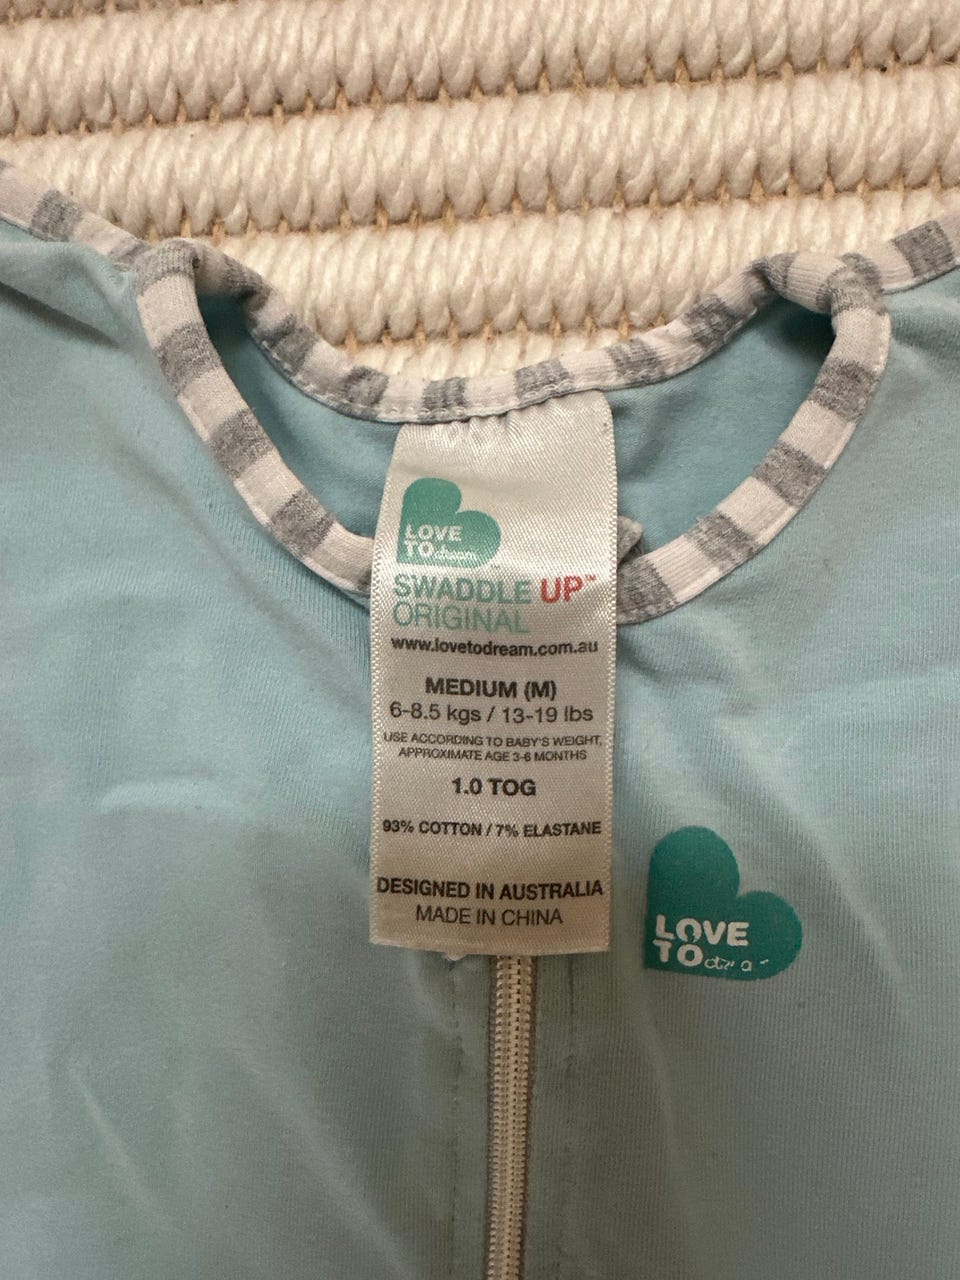 LOVE
TO dream
SWADDLE UP™
ORIGINAL
www.lovetodream.com.au
MEDIUM (M)
6-8.5 kgs / 13-19 lbs
USE ACCORDING TO BABY'S WEIGHT,
APPROXIMATE AGE 3-6 MONTHS
1.0 TOG
93% COTTON / 7% ELASTANE
DESIGNED IN AUSTRALIA
MADE IN CHINA
LOVE
TO